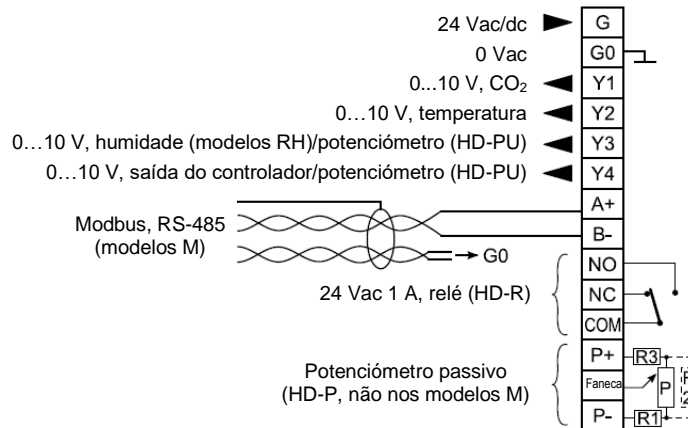 24 Vac/dc G
0 Vac G0
0...10 V, CO₂ Y1
0…10 V, temperatura Y2
0…10 V, humidade (modelos RH)/potenciómetro (HD-PU) Y3
0…10 V, saída do controlador/potenciómetro (HD-PU) Y4
A+
Modbus, RS-485
(modelos M)
B-
G0
NO
24 Vac 1 A, relé (HD-R) NC
COM
P+ R3
Potenciómetro passivo
(HD-P, não nos modelos M)
Faneca P
2
P- R1